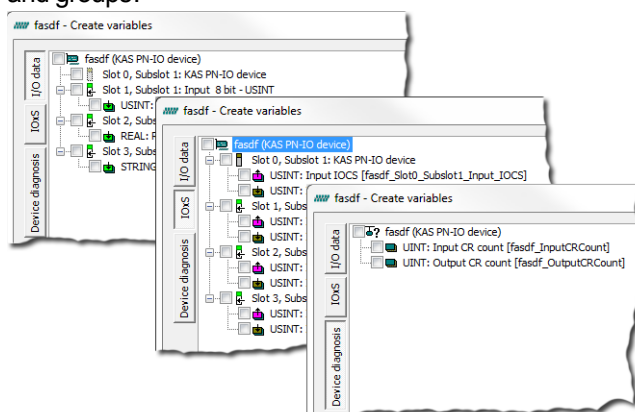 and groups:
fasdf - Create variables
I/O data
IOxS
Device diagnosis
fasdf (KAS PN-IO device)
Slot 0, Subslot 1: KAS PN-IO device
Slot 1, Subslot 1: Input 8 bit - USINT
USINT:
Slot 2, Subs
REAL:
Slot 3, Subs
STRING
fasdf - Create variables
I/O data
IOxS
Device diagnosis
fasdf (KAS PN-IO device)
Slot 0, Subslot 1: KAS PN-IO device
USINT: Input IOCS [fasdf_Slot0_Subslot1_Input_IOCS]
USINT:
Slot 1, Subs
USINT:
USINT:
Slot 2, Subs
USINT:
USINT:
Slot 3, Subs
USINT:
USINT:
fasdf - Create variables
I/O data
IOxS
Device diagnosis
fasdf (KAS PN-IO device)
UINT: Input CR count [fasdf_InputCRCount]
UINT: Output CR count [fasdf_OutputCRCount]